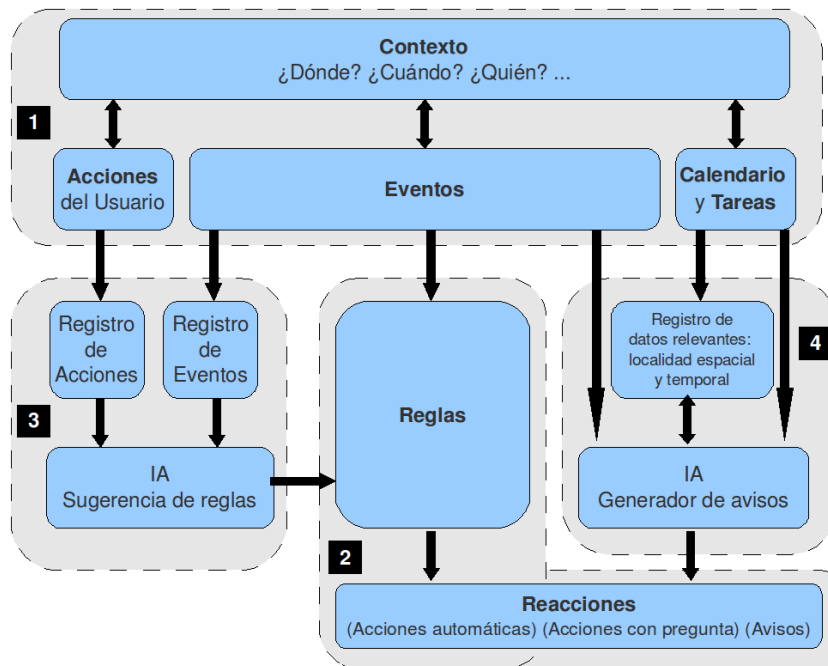 Contexto
¿Dónde? ¿Cuándo? ¿Quién? ...
1
Acciones
del Usuario
Eventos
Calendario
y Tareas
Registro
de
Acciones
Registro
de
Eventos
3
IA
Sugerencia de reglas
Reglas
2
Registro de
datos relevantes:
localidad espacial
y temporal
4
IA
Generador de avisos
Reacciones
(Acciones automáticas) (Acciones con pregunta) (Avisos)